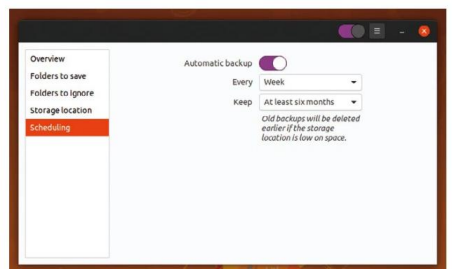 Overview
Folders to save
Folders to ignore
Storage location
Scheduling
Automatic backup
Every Week
Keep At least six months
Old backups will be deleted
earlier if the storage
location is low on space.